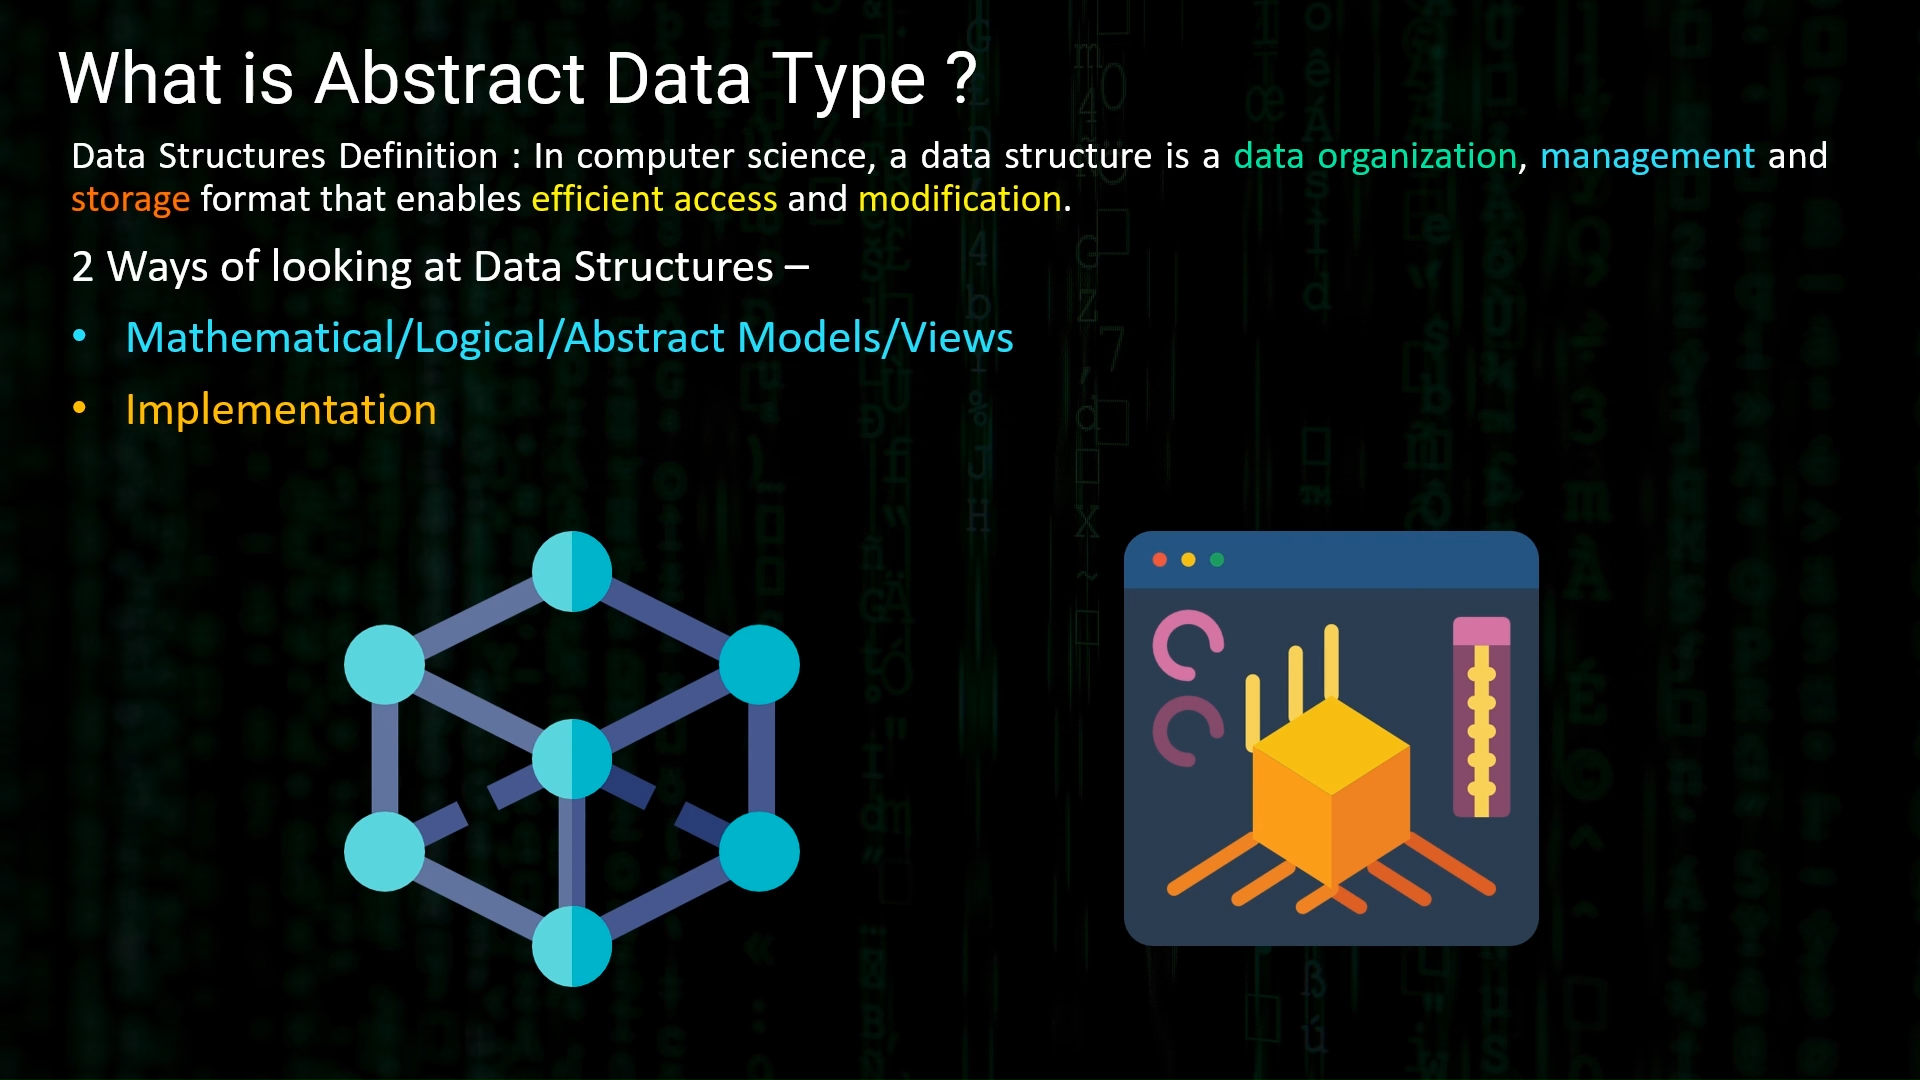 What is Abstract Data Type ?
Data Structures Definition : In computer science, a data structure is a data organization, management and
storage format that enables efficient access and modification.
2 Ways of looking at Data Structures –
• Mathematical/Logical/Abstract Models/Views
• Implementation